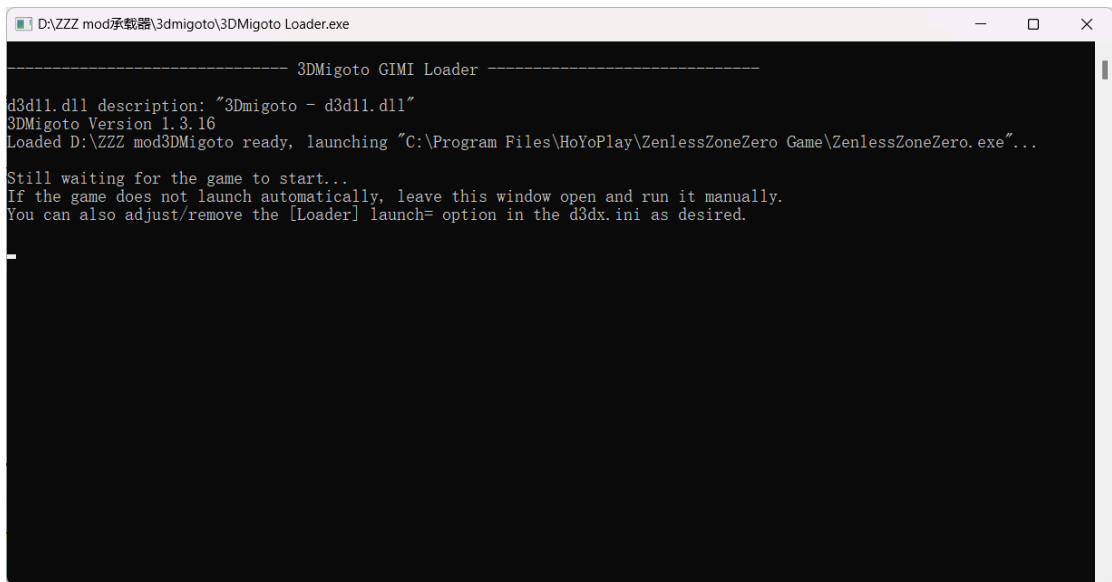 D:\ZZZ mod承载器\3dmigoto\3DMigoto Loader.exe
------------------------------- 3DMigoto GIMI Loader ------------------------------
d3d11.dll description: "3Dmigoto - d3d11.dll"
3DMigoto Version 1.3.16
Loaded D:\ZZZ mod3DMigoto ready, launching "C:\Program Files\HoYoPlay\ZenlessZoneZero Game\ZenlessZoneZero.exe"...
Still waiting for the game to start...
If the game does not launch automatically, leave this window open and run it manually.
You can also adjust/remove the [Loader] launch= option in the d3dx.ini as desired.